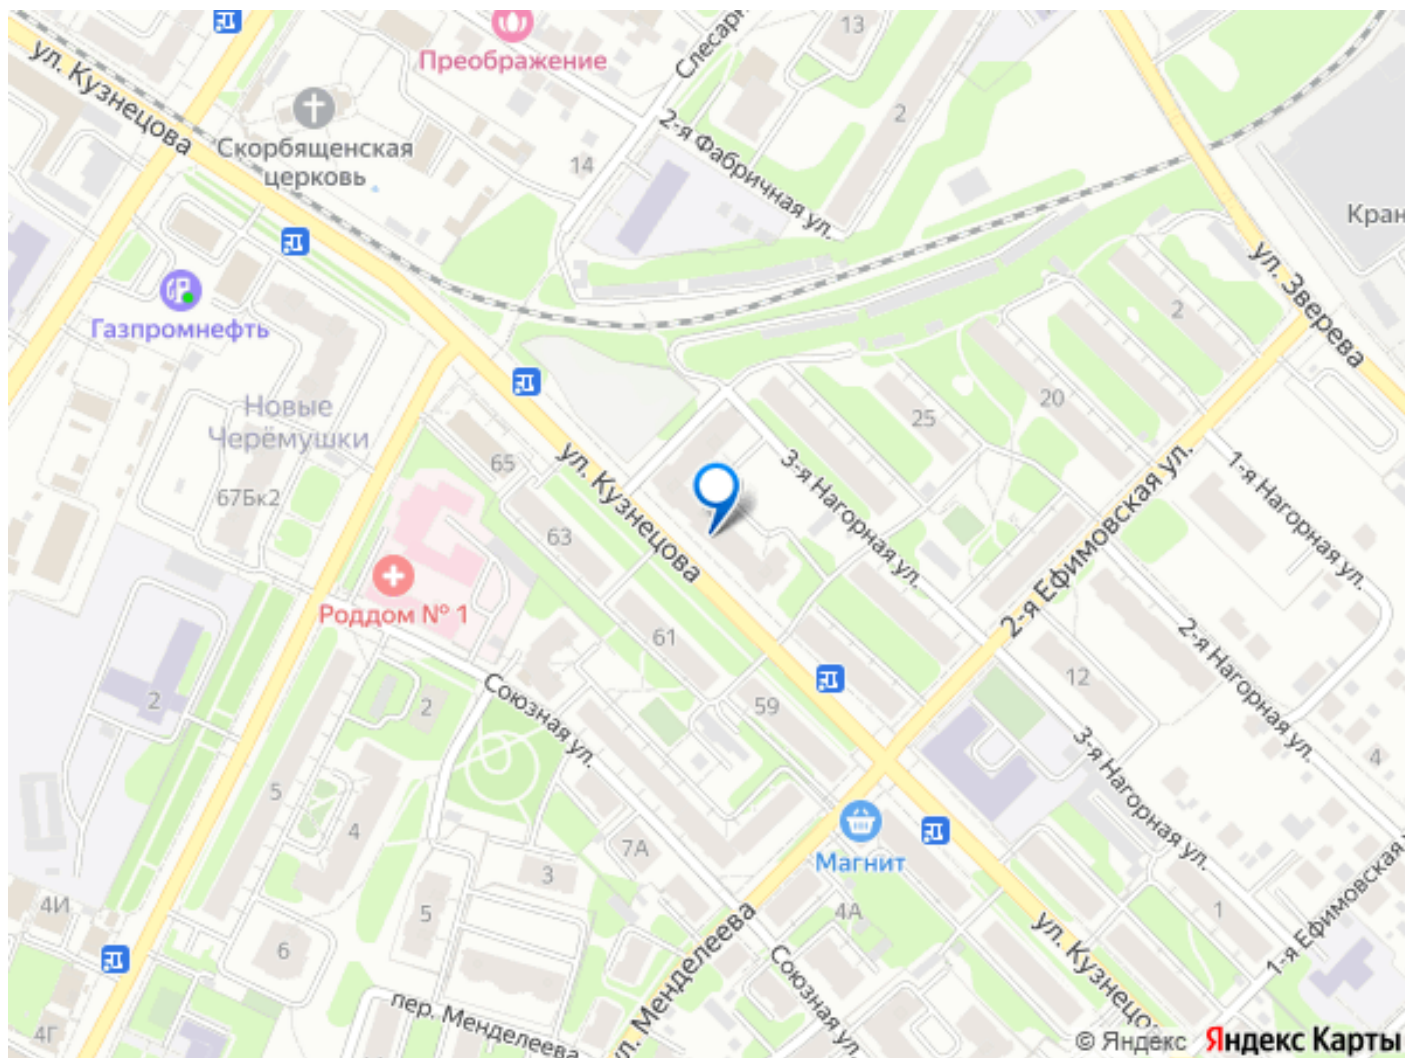 13
Преображение
Слесарн
ул. Кузнецова
2
2-я Фабричная ул.
Скорбященская
церковь
14
Кран
ул. Зверева
Газпромнефть
2
Новые
Черёмушки
25
20
65
ул. Кузнецова
3-я Нагорная ул.
2-я Ефимовская ул.
1-я Нагорная ул.
67Бк2
63
Роддом № 1
61
2-я Нагорная ул.
12
2
2
Союзная ул.
59
3-я Нагорная ул.
4
5
4
Магнит
7А
3
4И
5
4А
1
1-я Ефимовская у
6
ул. Менделеева
Союзная ул.
ул. Кузнецо
пер. Менделеева
4Г
© Яндекс Яндекс Карты